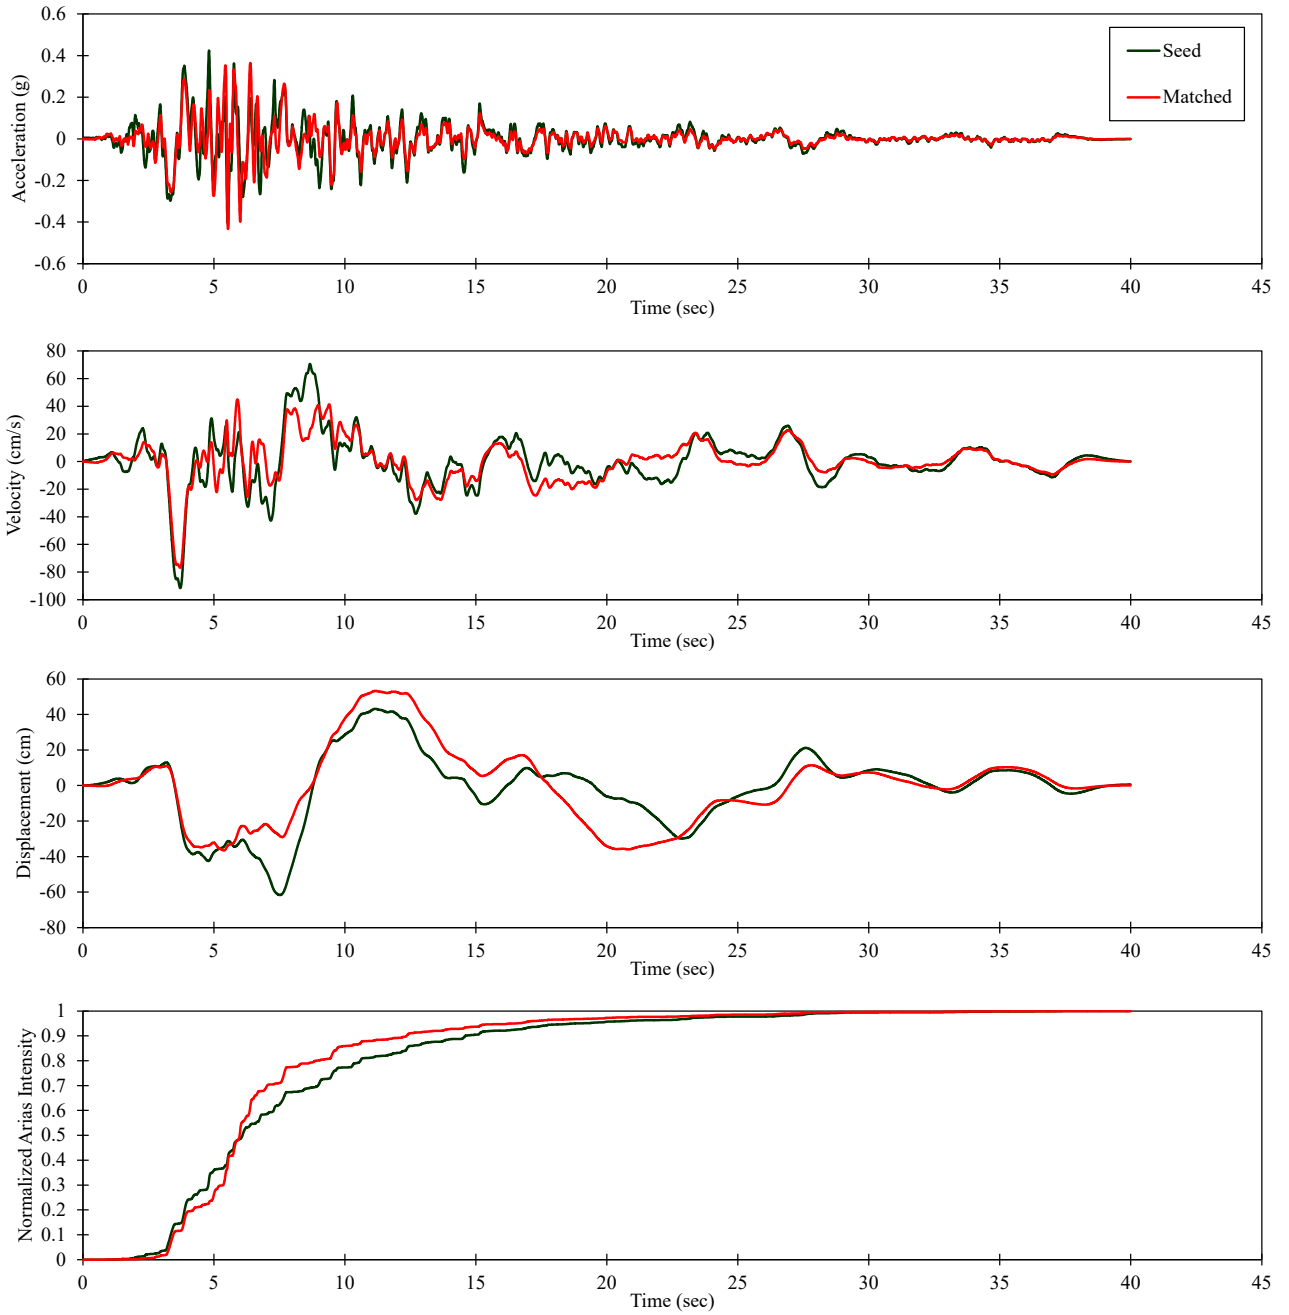 0.6
0.4
0.2
0
-0.2
-0.4
-0.6
Acceleration (g)
Seed
Matched
0 5 10 15 20 25 30 35 40 45
Time (sec)
80
60
40
20
0
-20
-40
-60
-80
-100
Velocity (cm/s)
0 5 10 15 20 25 30 35 40 45
Time (sec)
60
40
20
0
-20
-40
-60
-80
Displacement (cm)
0 5 10 15 20 25 30 35 40 45
Time (sec)
1
0.9
0.8
0.7
0.6
0.5
0.4
0.3
0.2
0.1
0
Normalized Arias Intensity
0 5 10 15 20 25 30 35 40 45
Time (sec)